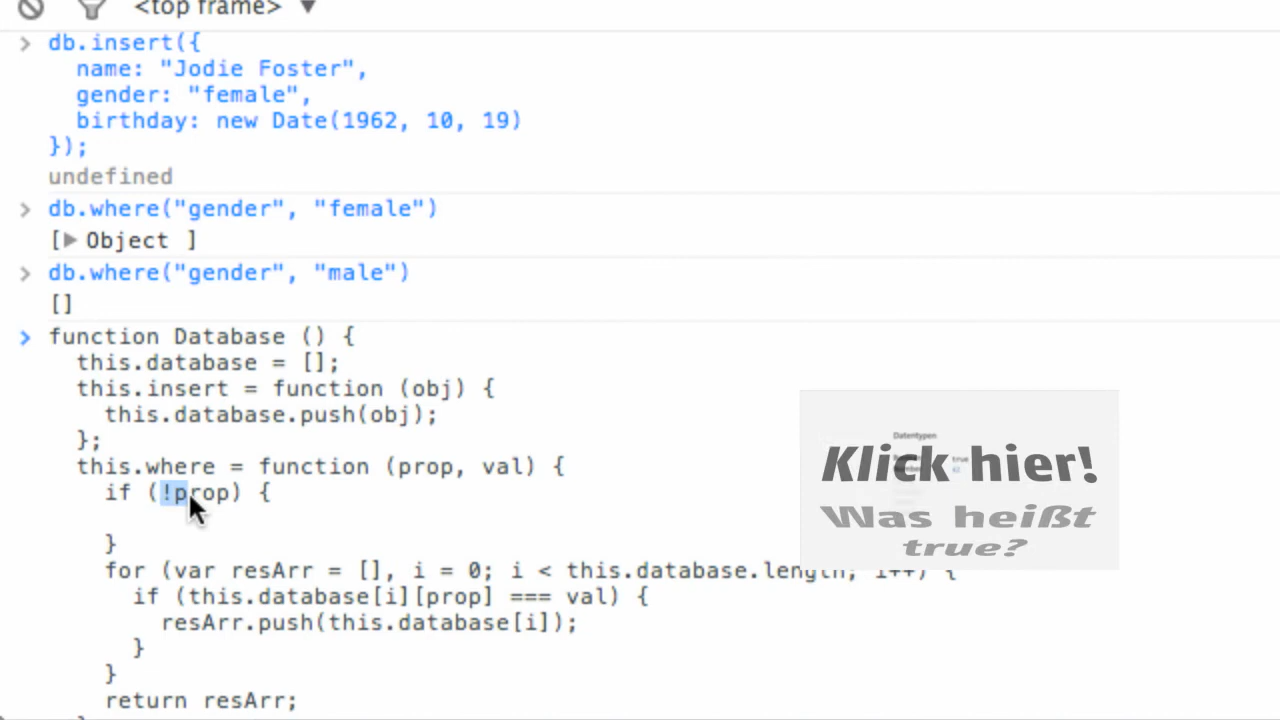 <top frame> ▼
> db.insert({
name: "Jodie Foster",
gender: "female",
birthday: new Date(1962, 10, 19)
});
undefined
> db.where("gender", "female")
[▶ Object ]
> db.where("gender", "male")
[]
> function Database () {
this.database = [];
this.insert = function (obj) {
this.database.push(obj);
};
this.where = function (prop, val) {
if (!prop) {
}
for (var resArr = [], i = 0; i < this.database.length; i++) {
if (this.database[i][prop] === val) {
resArr.push(this.database[i]);
}
}
return resArr;
Datentypen
Klick hier!
true
Was heißt
true?